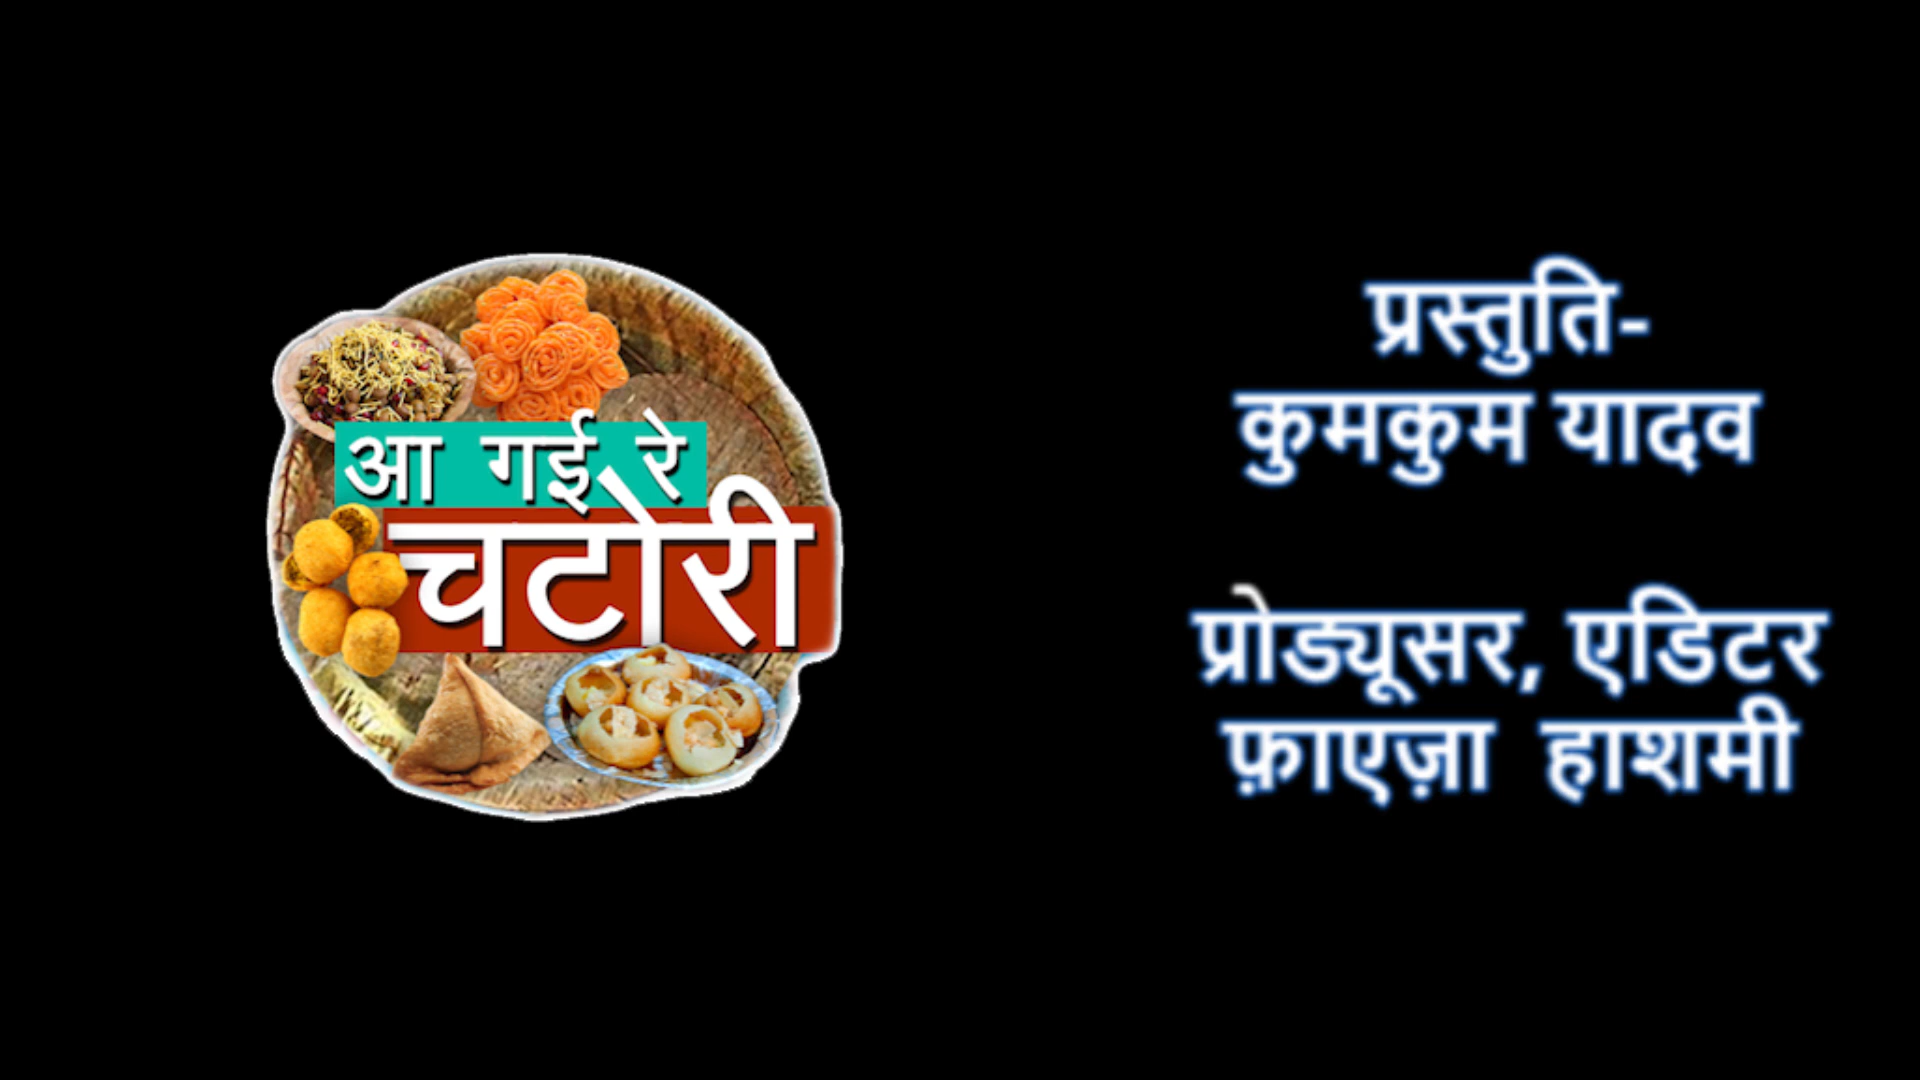 आ गई रे
चटोरी
प्रस्तुति-
कुमकुम यादव
प्रोड्यूसर, एडिटर
फ़ाएज़ा हाशमी